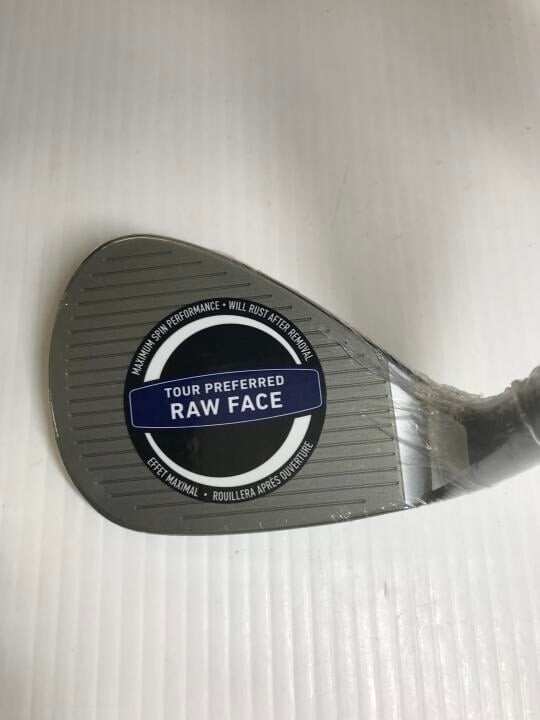 MAXIMUM SPIN PERFORMANCE • WILL RUST AFTER REMOVAL
TOUR PREFERRED
RAW FACE
EFFET MAXIMAL • ROUILLERA APRÈS OUVERTURE